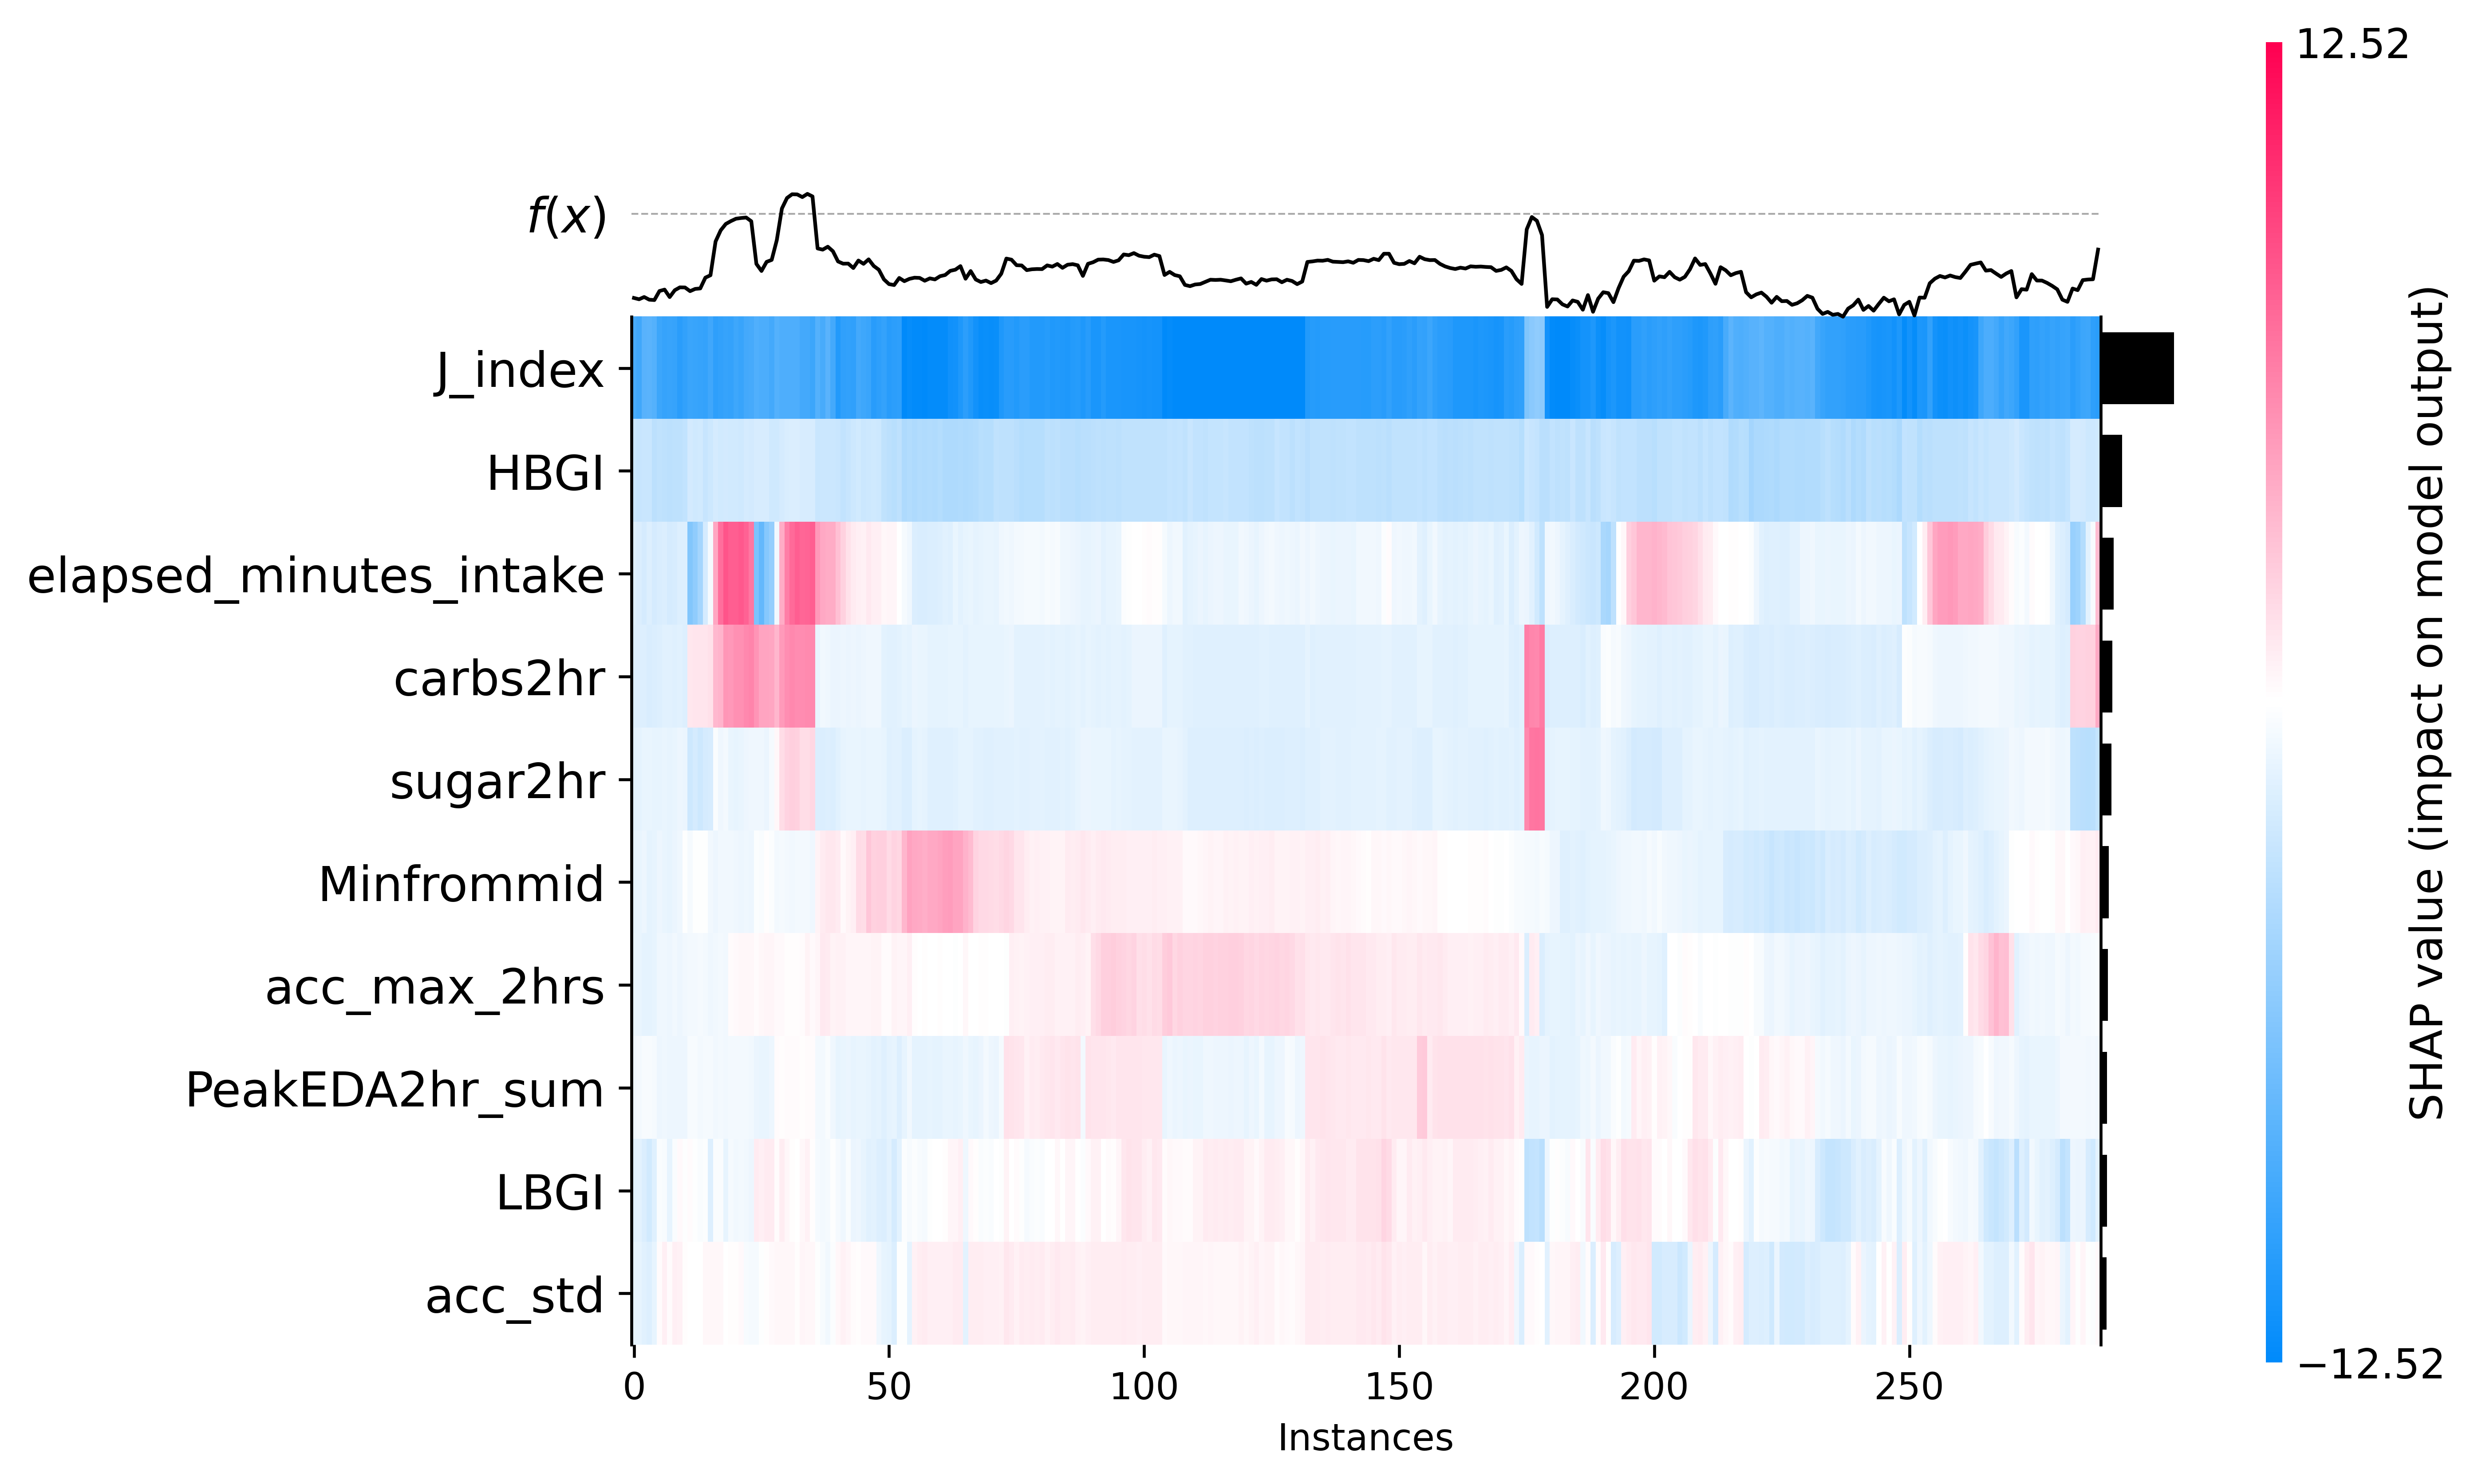 12.52
f(x)
J_index
HBGI
elapsed_minutes_intake
carbs2hr
sugar2hr
Minfrommid
acc_max_2hrs
PeakEDA2hr_sum
LBGI
acc_std
0 50 100 150 200 250
Instances
−12.52
SHAP value (impact on model output)